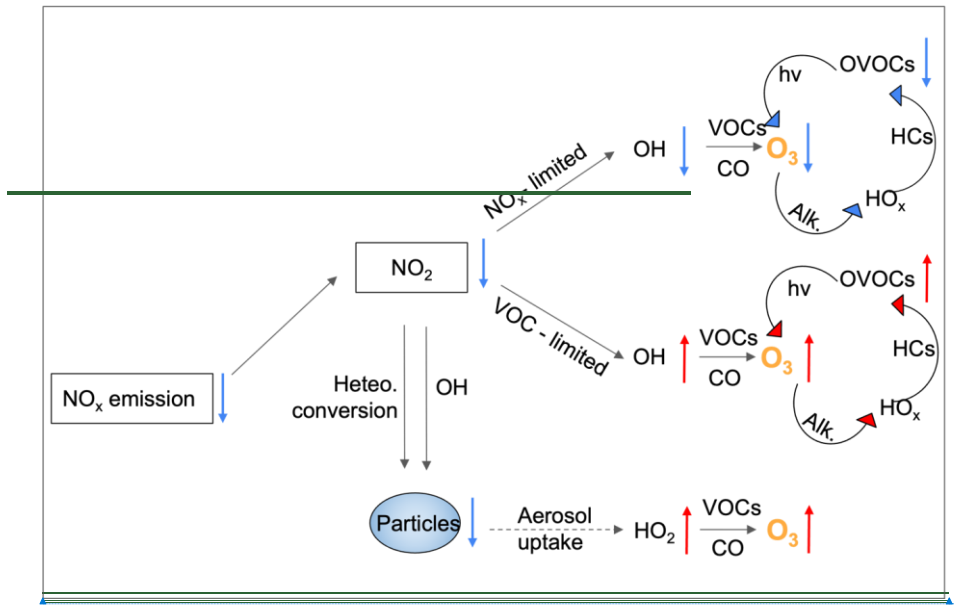 OVOCs
hv
VOCs
HCs
OH
O₃
CO
NOₓ - limited
HOₓ
Alk.
NO₂
OVOCs
hv
VOC - limited
VOCs
HCs
OH
O₃
CO
Heteo.
conversion
OH
NOₓ emission
HOₓ
Alk.
Particles
Aerosol
uptake
HO₂
VOCs
CO
O₃